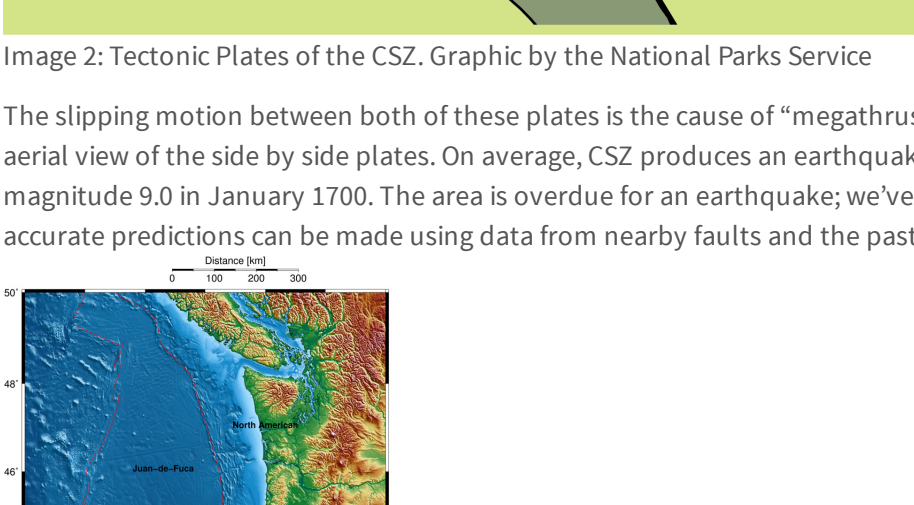 Image 2: Tectonic Plates of the CSZ. Graphic by the National Parks Service
The slipping motion between both of these plates is the cause of “megathrus
aerial view of the side by side plates. On average, CSZ produces an earthquak
magnitude 9.0 in January 1700. The area is overdue for an earthquake; we’ve
accurate predictions can be made using data from nearby faults and the past
Distance [km]
0 100 200 300
50˚
48˚
North American
Juan–de–Fuca
46˚